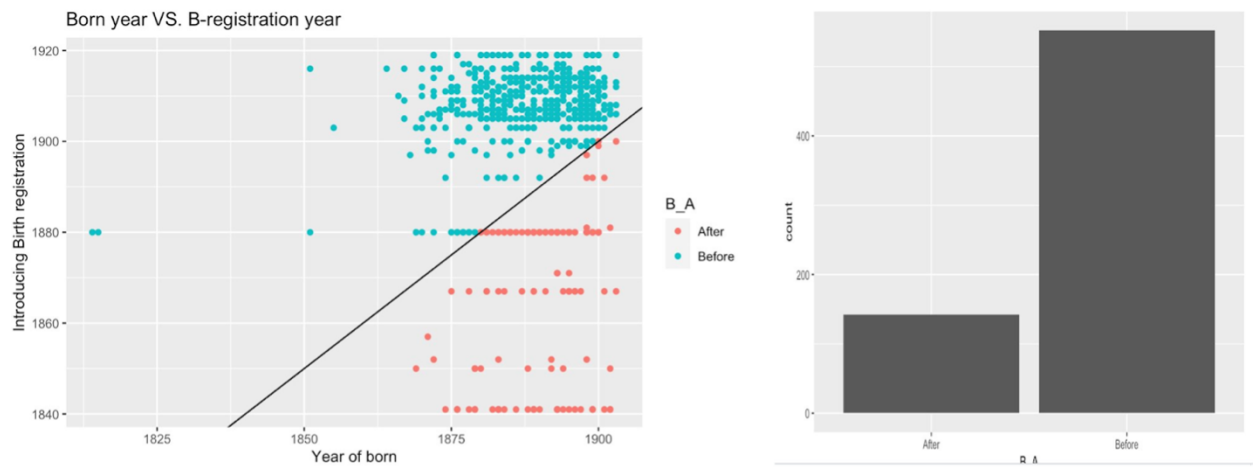 Born year VS. B-registration year
Introducing Birth registration
1920
1900
1880
1860
1840
1825
1850
1875
1900
Year of born
B_A
After
Before
count
400
200
0
After
Before
B_A